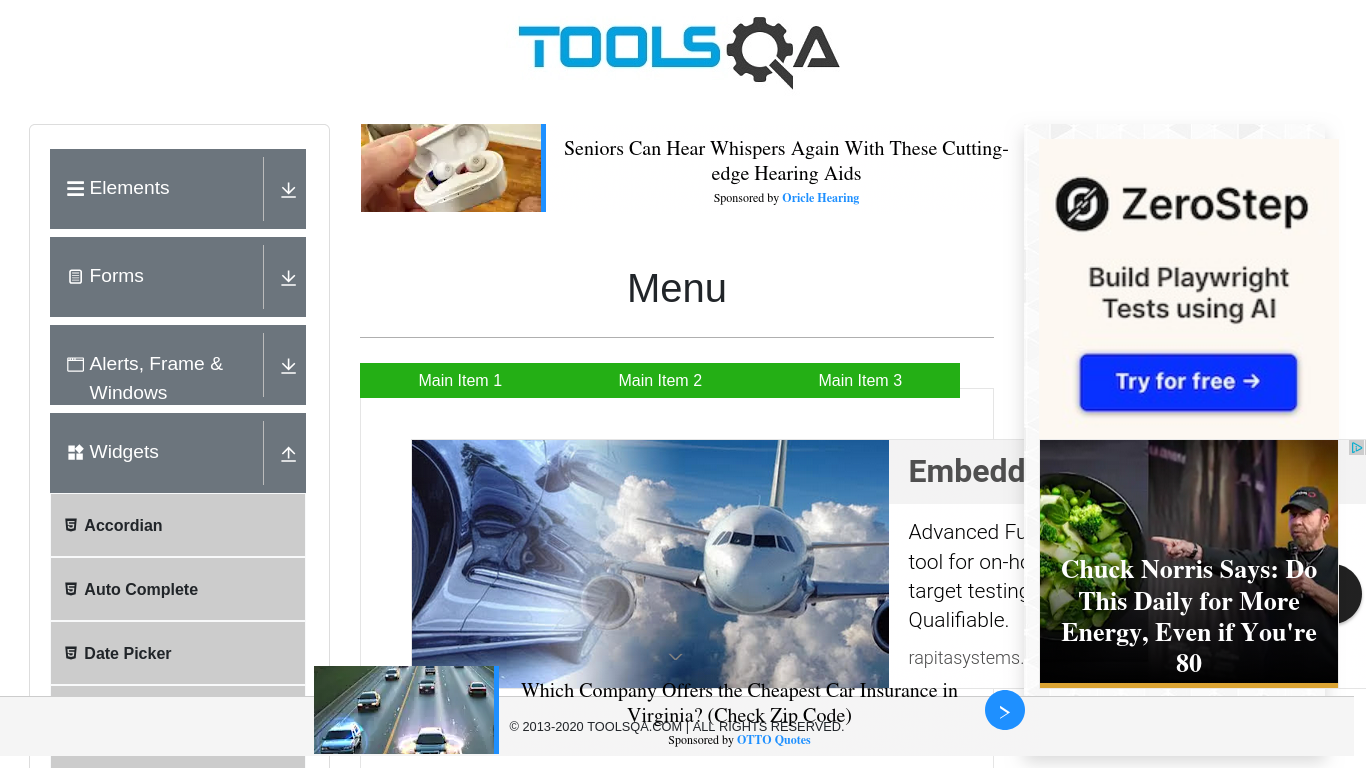 TOOLSQA
Elements
Forms
Alerts, Frame &
Windows
Widgets
Accordian
Auto Complete
Date Picker
Seniors Can Hear Whispers Again With These Cutting-
edge Hearing Aids
Sponsored by Oricle Hearing
Menu
Main Item 1
Main Item 2
Main Item 3
Embedd
Advanced Fu
tool for on-ho
target testing
Qualifiable.
rapitasystems.
ZeroStep
Build Playwright
Tests using AI
Try for free →
Chuck Norris Says: Do
This Daily for More
Energy, Even if You're
80
Which Company Offers the Cheapest Car Insurance in
Virginia? (Check Zip Code)
© 2013-2020 TOOLSQA.COM | ALL RIGHTS RESERVED.
Sponsored by OTTO Quotes